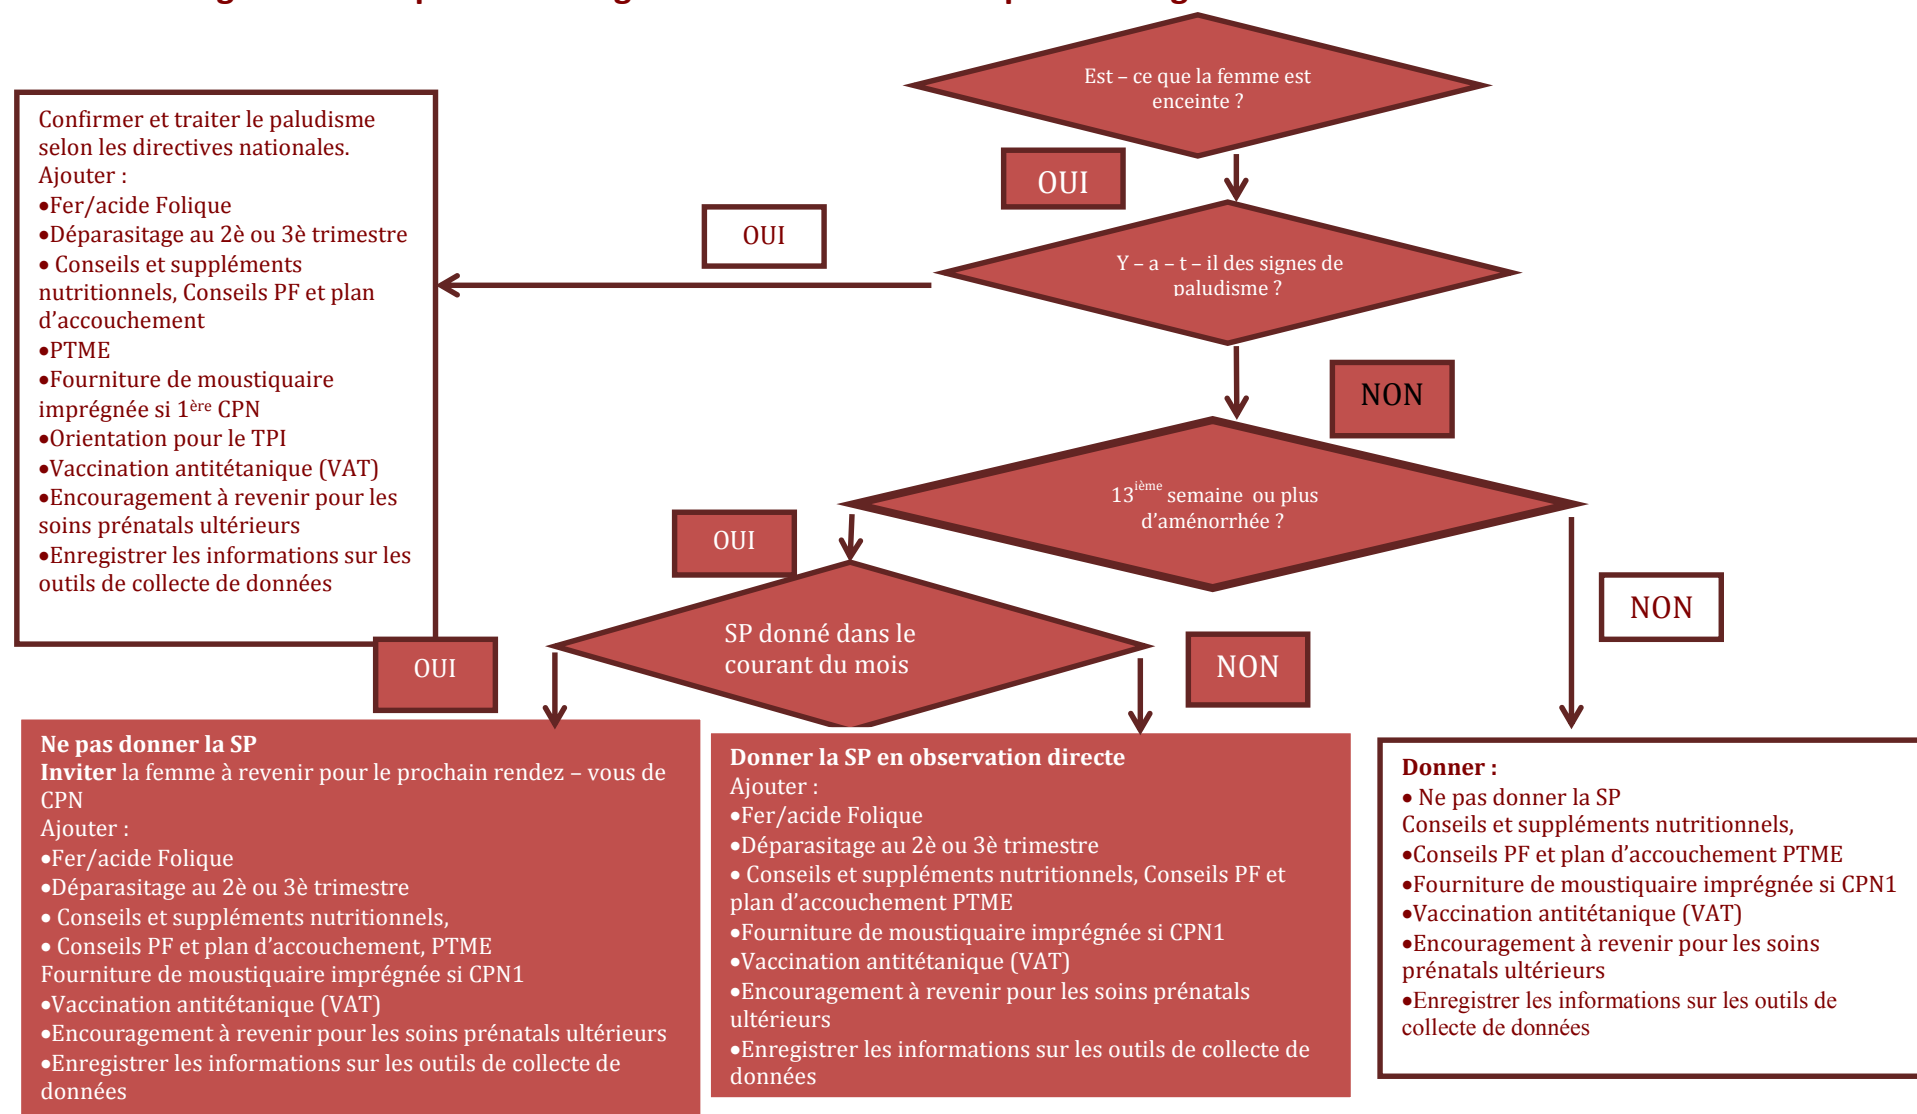 Est – ce que la femme est
enceinte ?
OUI
Y – a – t – il des signes de
paludisme ?
OUI
NON
Confirmer et traiter le paludisme
selon les directives nationales.
Ajouter :
•Fer/acide Folique
•Déparasitage au 2è ou 3è trimestre
• Conseils et suppléments
nutritionnels, Conseils PF et plan
d’accouchement
•PTME
•Fourniture de moustiquaire
imprégnée si 1ère CPN
•Orientation pour le TPI
•Vaccination antitétanique (VAT)
•Encouragement à revenir pour les
soins prénatals ultérieurs
•Enregistrer les informations sur les
outils de collecte de données
13ième semaine ou plus
d’aménorrhée ?
OUI
NON
SP donné dans le
courant du mois
OUI
NON
Ne pas donner la SP
Inviter la femme à revenir pour le prochain rendez – vous de
CPN
Ajouter :
•Fer/acide Folique
•Déparasitage au 2è ou 3è trimestre
• Conseils et suppléments nutritionnels,
• Conseils PF et plan d’accouchement, PTME
Fourniture de moustiquaire imprégnée si CPN1
•Vaccination antitétanique (VAT)
•Encouragement à revenir pour les soins prénatals ultérieurs
•Enregistrer les informations sur les outils de collecte de
données
Donner la SP en observation directe
Ajouter :
•Fer/acide Folique
•Déparasitage au 2è ou 3è trimestre
• Conseils et suppléments nutritionnels, Conseils PF et
plan d’accouchement PTME
•Fourniture de moustiquaire imprégnée si CPN1
•Vaccination antitétanique (VAT)
•Encouragement à revenir pour les soins prénatals
ultérieurs
•Enregistrer les informations sur les outils de collecte de
données
Donner :
• Ne pas donner la SP
Conseils et suppléments nutritionnels,
•Conseils PF et plan d’accouchement PTME
•Fourniture de moustiquaire imprégnée si CPN1
•Vaccination antitétanique (VAT)
•Encouragement à revenir pour les soins
prénatals ultérieurs
•Enregistrer les informations sur les outils de
collecte de données